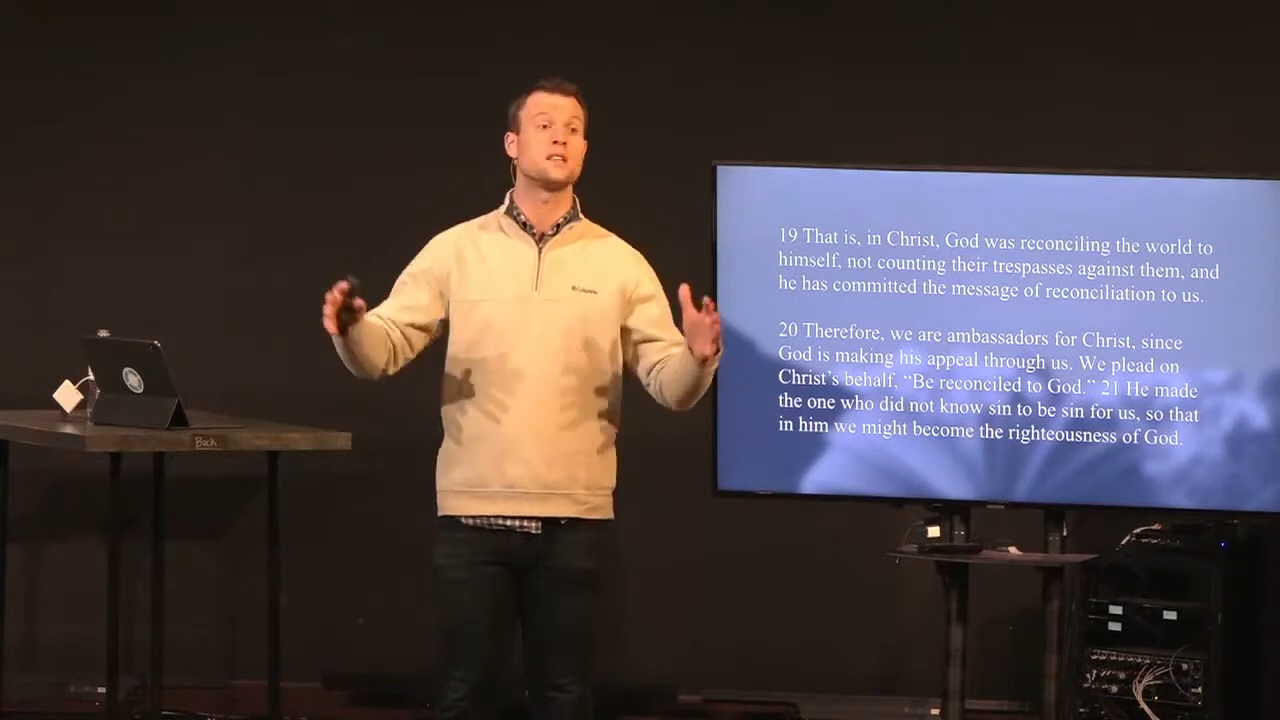 19 That is, in Christ, God was reconciling the world to
himself, not counting their trespasses against them, and
he has committed the message of reconciliation to us.
20 Therefore, we are ambassadors for Christ, since
God is making his appeal through us. We plead on
Christ's behalf, “Be reconciled to God.” 21 He made
the one who did not know sin to be sin for us, so that
in him we might become the righteousness of God.
Columbia
Back